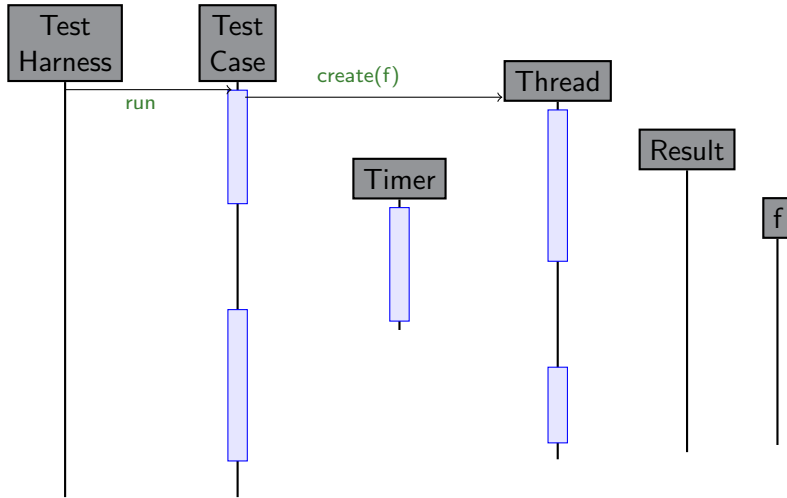 Test
Harness
Test
Case
run
create(f)
Thread
Timer
Result
f